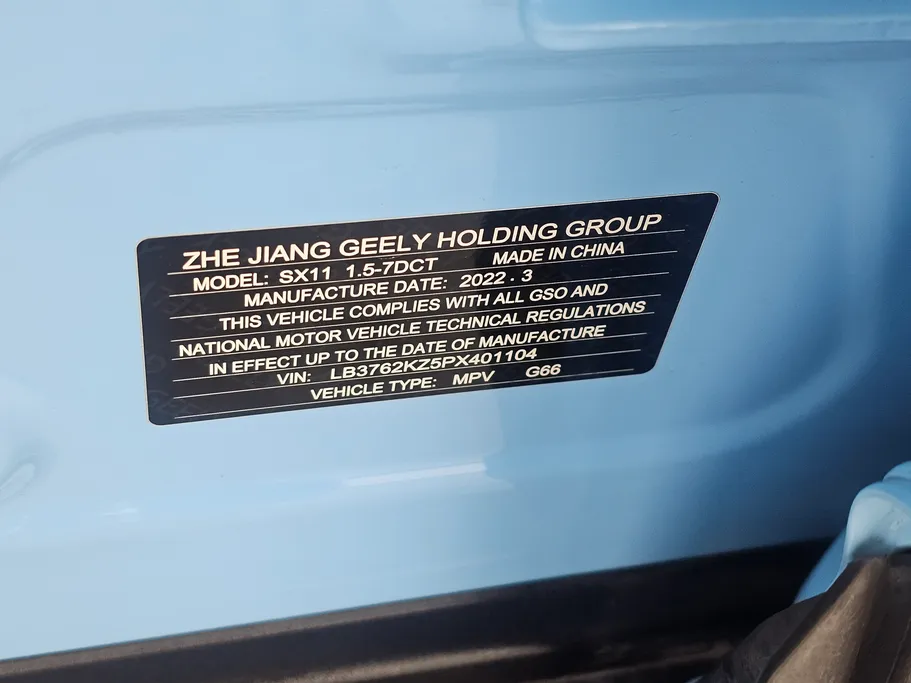 ZHE JIANG GEELY HOLDING GROUP
MODEL: SX11 1.5-7DCT MADE IN CHINA
MANUFACTURE DATE: 2022 . 3
THIS VEHICLE COMPLIES WITH ALL GSO AND
NATIONAL MOTOR VEHICLE TECHNICAL REGULATIONS
IN EFFECT UP TO THE DATE OF MANUFACTURE
VIN: LB3762KZ5PX401104
VEHICLE TYPE: MPV G66